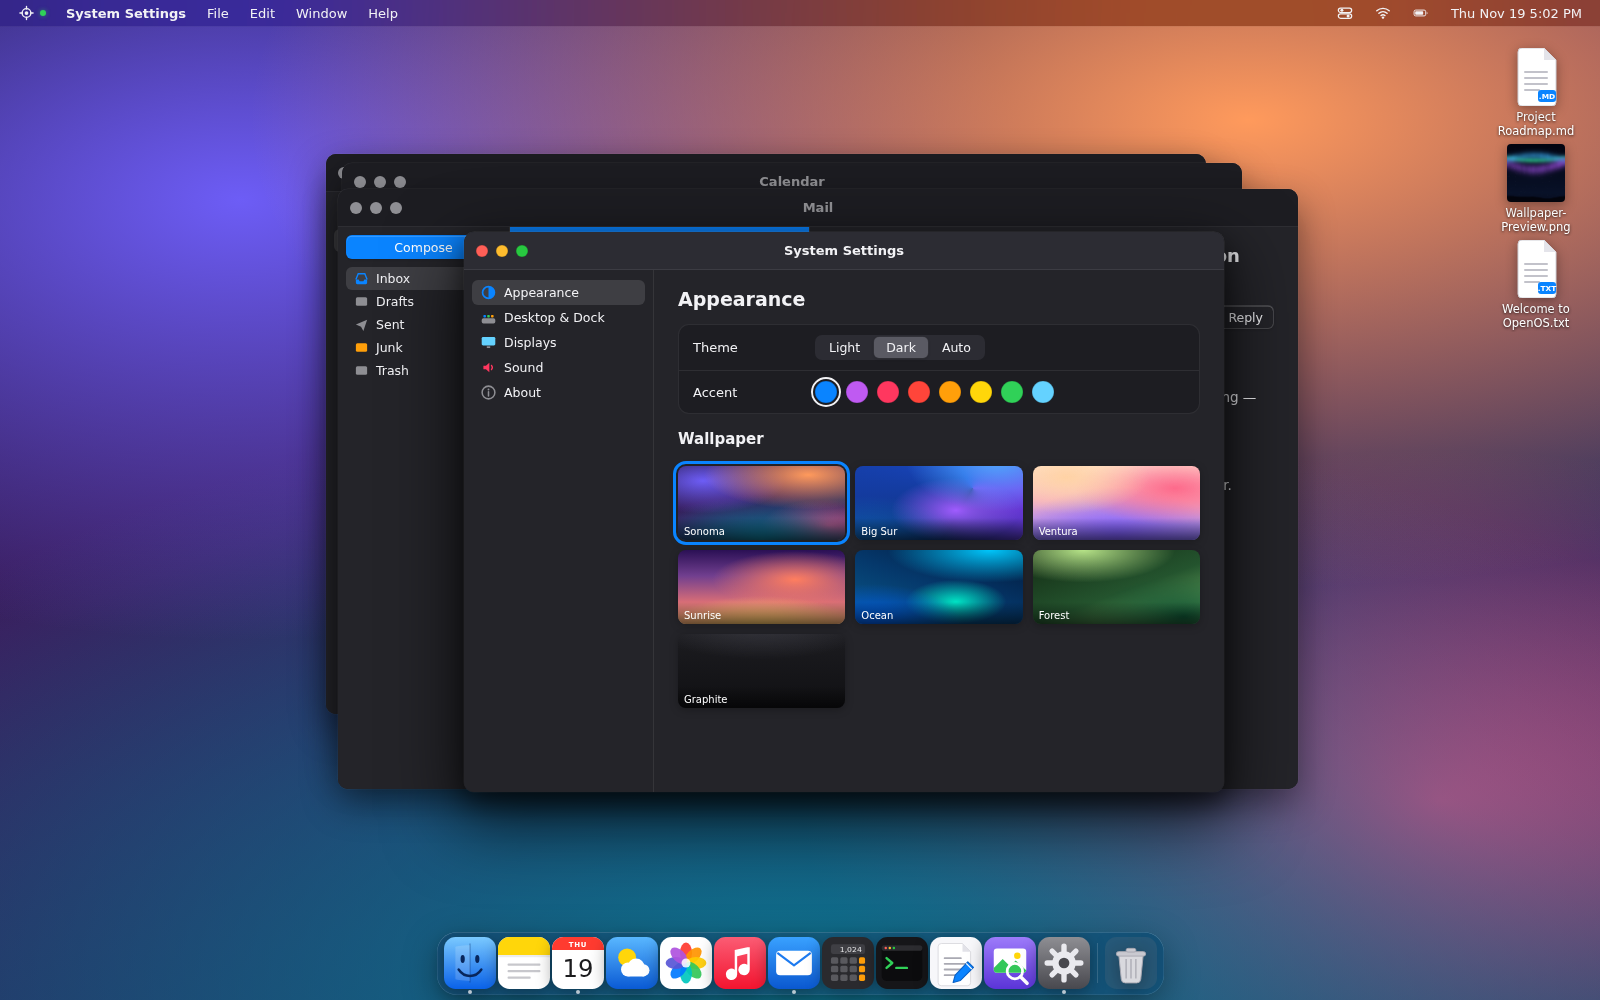 System Settings File Edit Window Help
Thu Nov 19 5:02 PM
.MD
Project
Roadmap.md
Wallpaper-
Preview.png
.TXT
Welcome to
OpenOS.txt
Calendar
Mail
Compose
Inbox
Drafts
Sent
Junk
Trash
Reply
System Settings
Appearance
Desktop & Dock
Displays
Sound
About
Appearance
Theme Light Dark Auto
Accent
Wallpaper
Sonoma Big Sur Ventura
Sunrise Ocean Forest
Graphite
THU
19
1,024